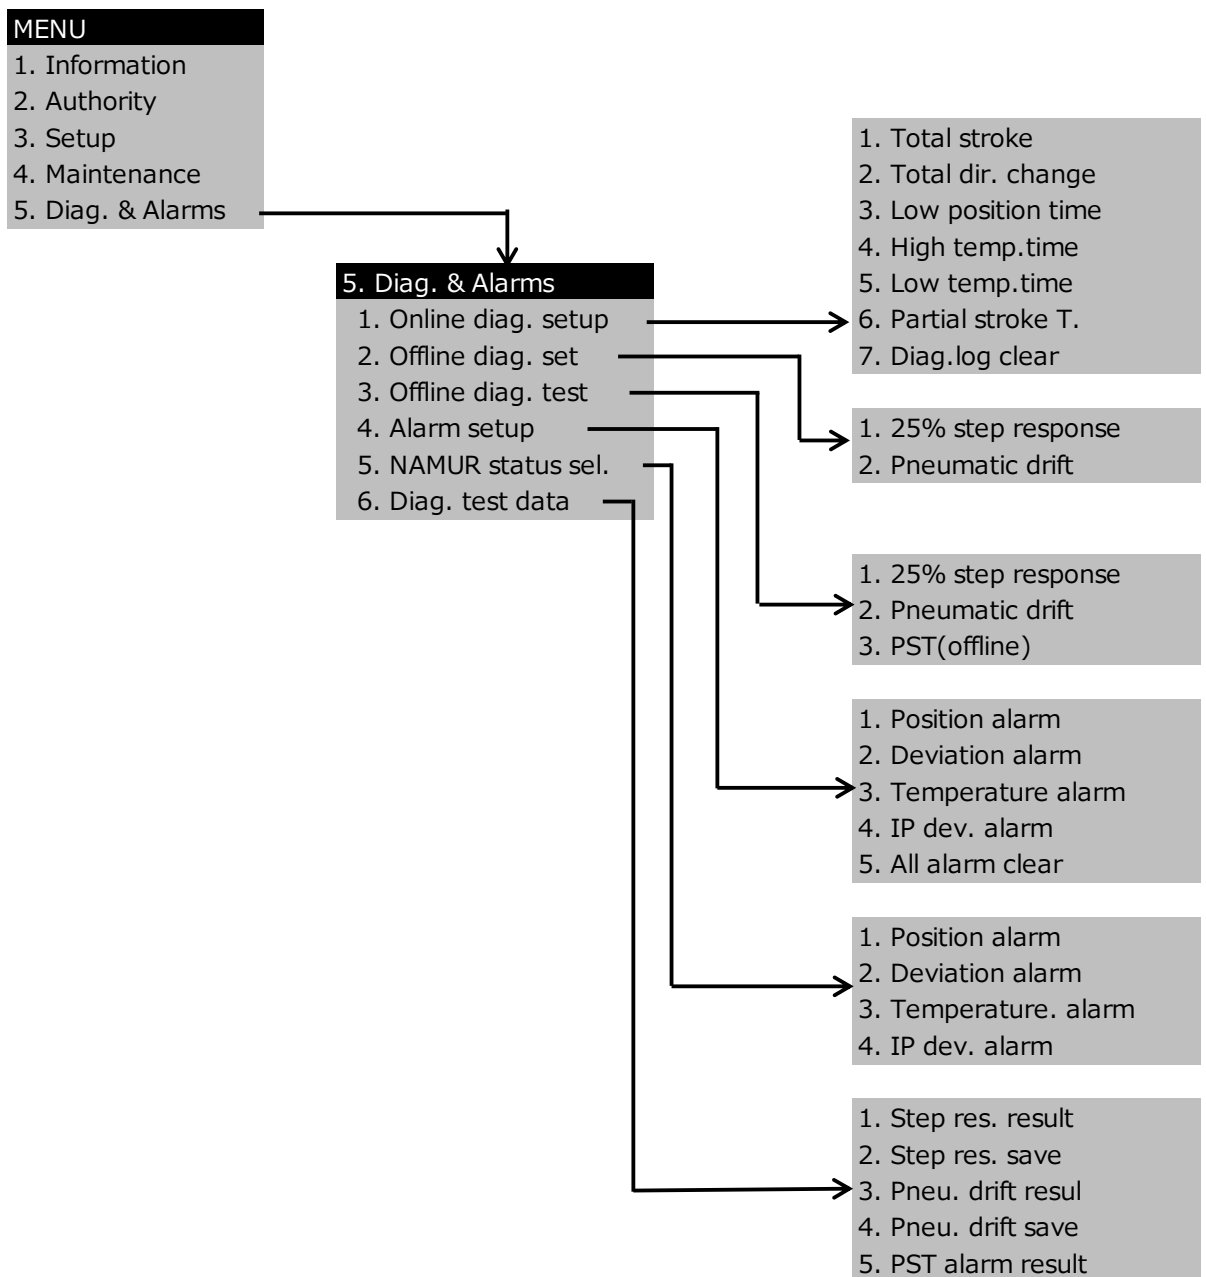 MENU
1. Information
2. Authority
3. Setup
4. Maintenance
5. Diag. & Alarms
5. Diag. & Alarms
1. Online diag. setup
2. Offline diag. set
3. Offline diag. test
4. Alarm setup
5. NAMUR status sel.
6. Diag. test data
1. Total stroke
2. Total dir. change
3. Low position time
4. High temp.time
5. Low temp.time
6. Partial stroke T.
7. Diag.log clear
1. 25% step response
2. Pneumatic drift
1. 25% step response
2. Pneumatic drift
3. PST(offline)
1. Position alarm
2. Deviation alarm
3. Temperature alarm
4. IP dev. alarm
5. All alarm clear
1. Position alarm
2. Deviation alarm
3. Temperature. alarm
4. IP dev. alarm
1. Step res. result
2. Step res. save
3. Pneu. drift resul
4. Pneu. drift save
5. PST alarm result